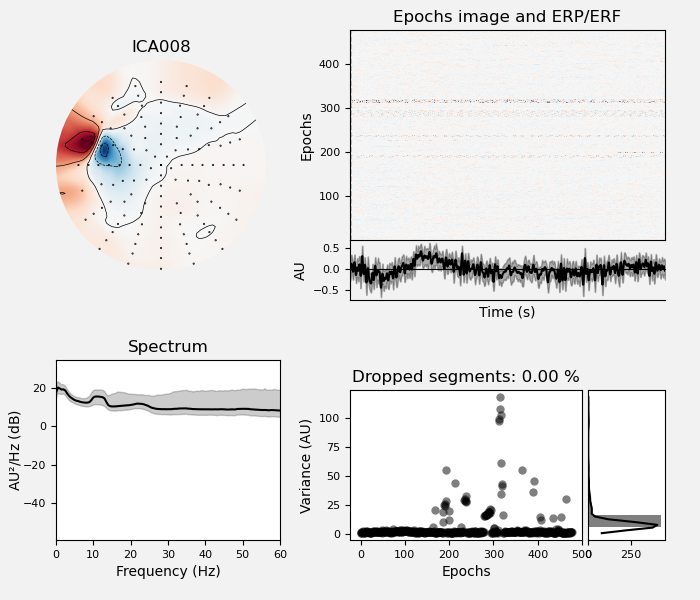 ICA008
Epochs image and ERP/ERF
Epochs
400
300
200
100
AU
0.5
0.0
−0.5
Time (s)
Spectrum
AU²/Hz (dB)
20
0
−20
−40
0 10 20 30 40 50 60
Frequency (Hz)
Dropped segments: 0.00 %
Variance (AU)
100
75
50
25
0
0 100 200 300 400 500
Epochs
0 250